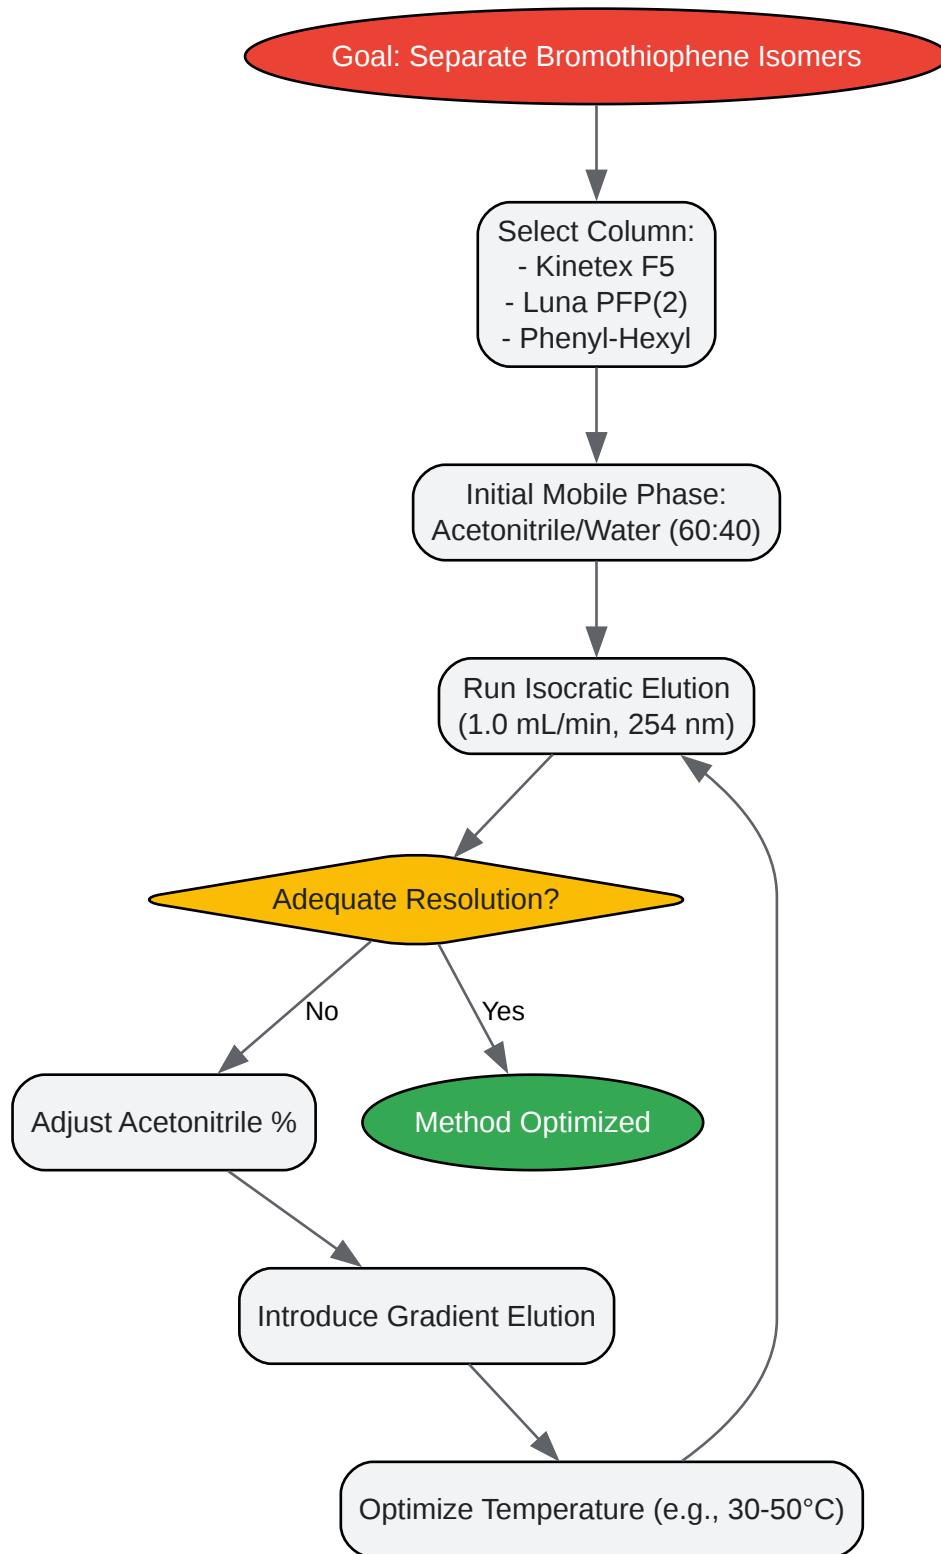 Goal: Separate Bromothiophene Isomers
Select Column:
- Kinetex F5
- Luna PFP(2)
- Phenyl-Hexyl
Initial Mobile Phase:
Acetonitrile/Water (60:40)
Run Isocratic Elution
(1.0 mL/min, 254 nm)
Adequate Resolution?
No
Yes
Adjust Acetonitrile %
Method Optimized
Introduce Gradient Elution
Optimize Temperature (e.g., 30-50°C)